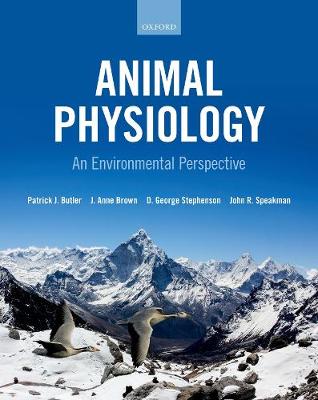 OXFORD
ANIMAL
PHYSIOLOGY
An Environmental Perspective
Patrick J. Butler J. Anne Brown D. George Stephenson John R. Speakman